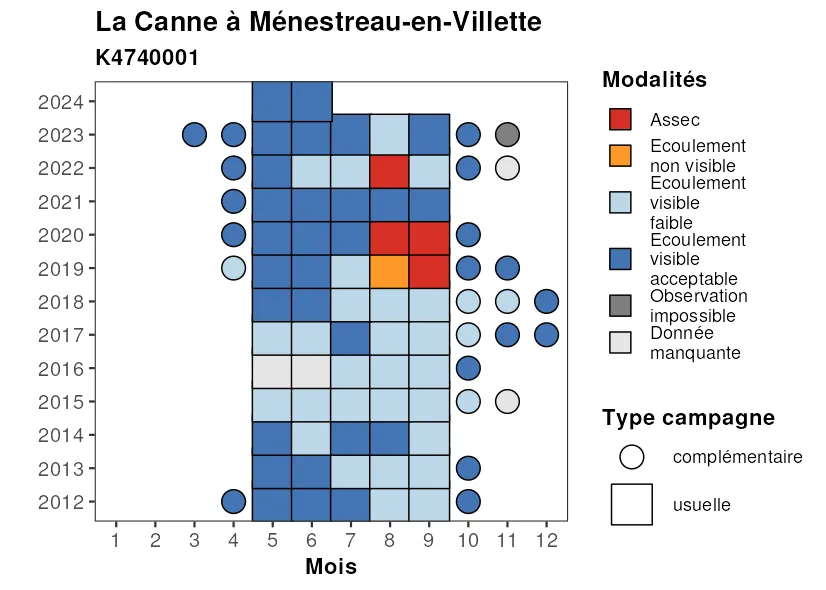 La Canne à Ménestreau-en-Villette
K4740001
2024
2023
2022
2021
2020
2019
2018
2017
2016
2015
2014
2013
2012
1 2 3 4 5 6 7 8 9 10 11 12
Mois
Modalités
Assec
Ecoulement
non visible
Ecoulement
visible
faible
Ecoulement
visible
acceptable
Observation
impossible
Donnée
manquante
Type campagne
complémentaire
usuelle